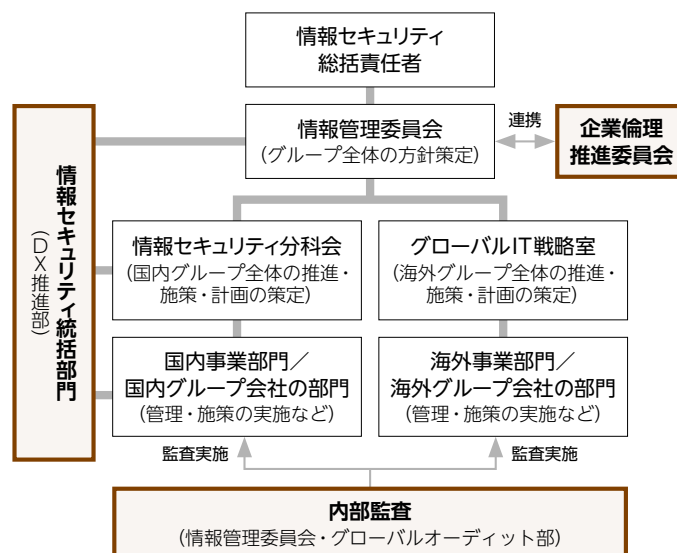 情報セキュリティ
総括責任者
情報管理委員会
(グループ全体の方針策定)
連携
企業倫理
推進委員会
情報セキュリティ統括部門
(DX推進部)
情報セキュリティ分科会
(国内グループ全体の推進・
施策・計画の策定)
グローバルIT戦略室
(海外グループ全体の推進・
施策・計画の策定)
国内事業部門／
国内グループ会社の部門
(管理・施策の実施など)
海外事業部門／
海外グループ会社の部門
(管理・施策の実施など)
監査実施
監査実施
内部監査
(情報管理委員会・グローバルオーディット部)